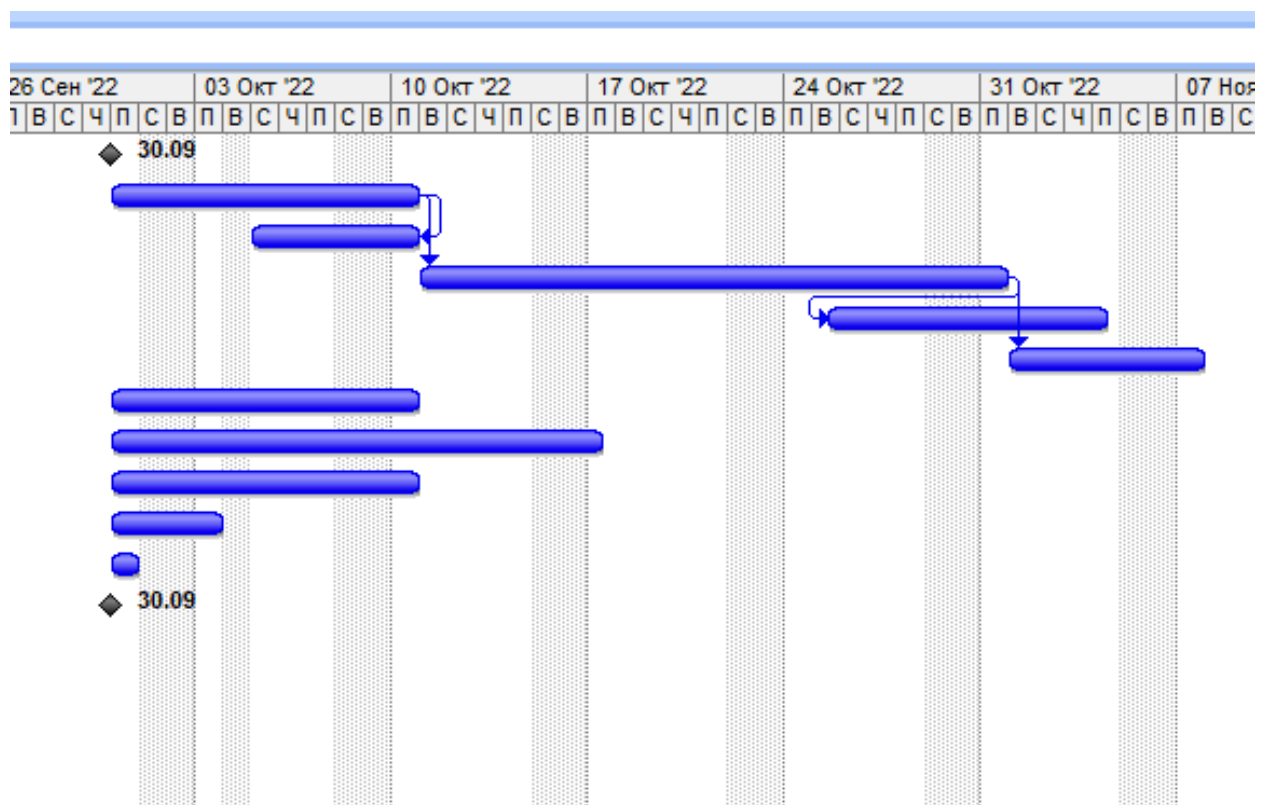 26 Сен '22 03 Окт '22 10 Окт '22 17 Окт '22 24 Окт '22 31 Окт '22 07 Ноя
П В С Ч П С В П В С Ч П С В П В С Ч П С В П В С Ч П С В П В С Ч П С В П В С Ч П С В П В С
30.09
30.09